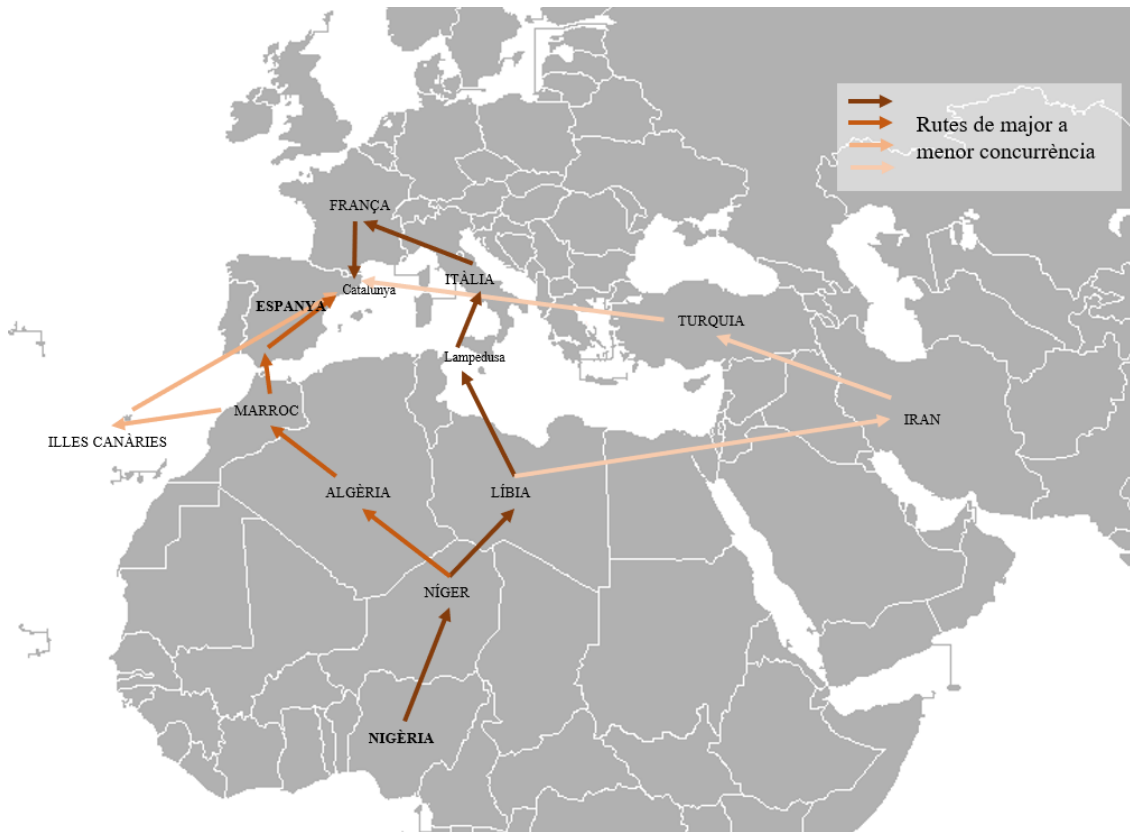 Rutes de major a
menor concurrència
FRANÇA
ITÀLIA
Catalunya
ESPANYA
TURQUIA
Lampedusa
MARROC
IRAN
ILLES CANÀRIES
ALGÈRIA
LÍBIA
NÍGER
NIGÈRIA